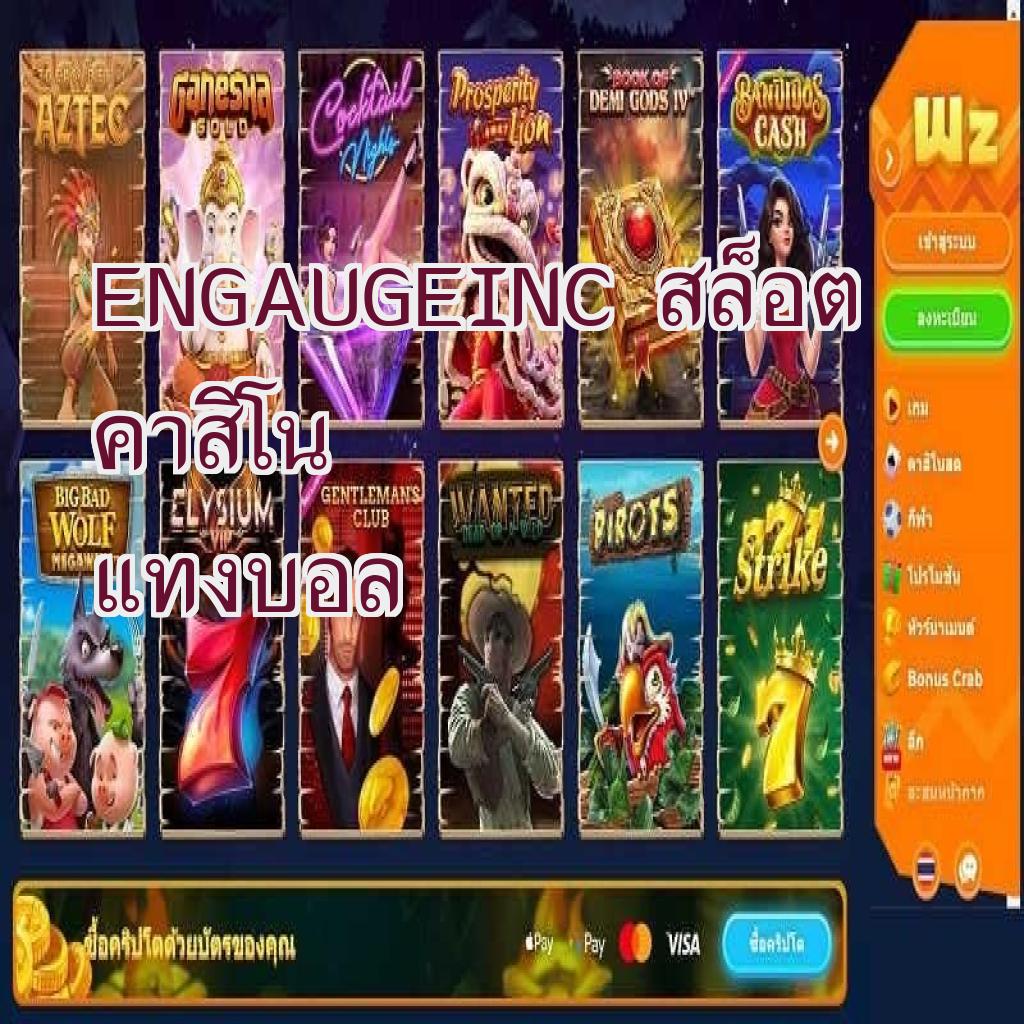 AZTEC
Ganesha
GOLD
Cocktail
Nights
Prosperity
Lion
BOOK OF
DEMI GODS IV
BANDIDOS
CASH
Wz
เข้าสู่ระบบ
ลงทะเบียน
ENGAUGEINC สล็อต
คาสิโน
แทงบอล
เกม
คาสิโนสด
กีฬา
โปรโมชั่น
ทัวร์นาเมนต์
Bonus Crab
ลีก
สะสมหน้ากาก
BIG BAD
WOLF
MEGAWAYS
ELYSIUM
VIP
GENTLEMAN'S
CLUB
WANTED
DEAD OR A WILD
PIROTS
777
Strike
7
7
ซื้อคริปโตด้วยบัตรของคุณ
Pay
Pay
VISA
ซื้อคริปโต